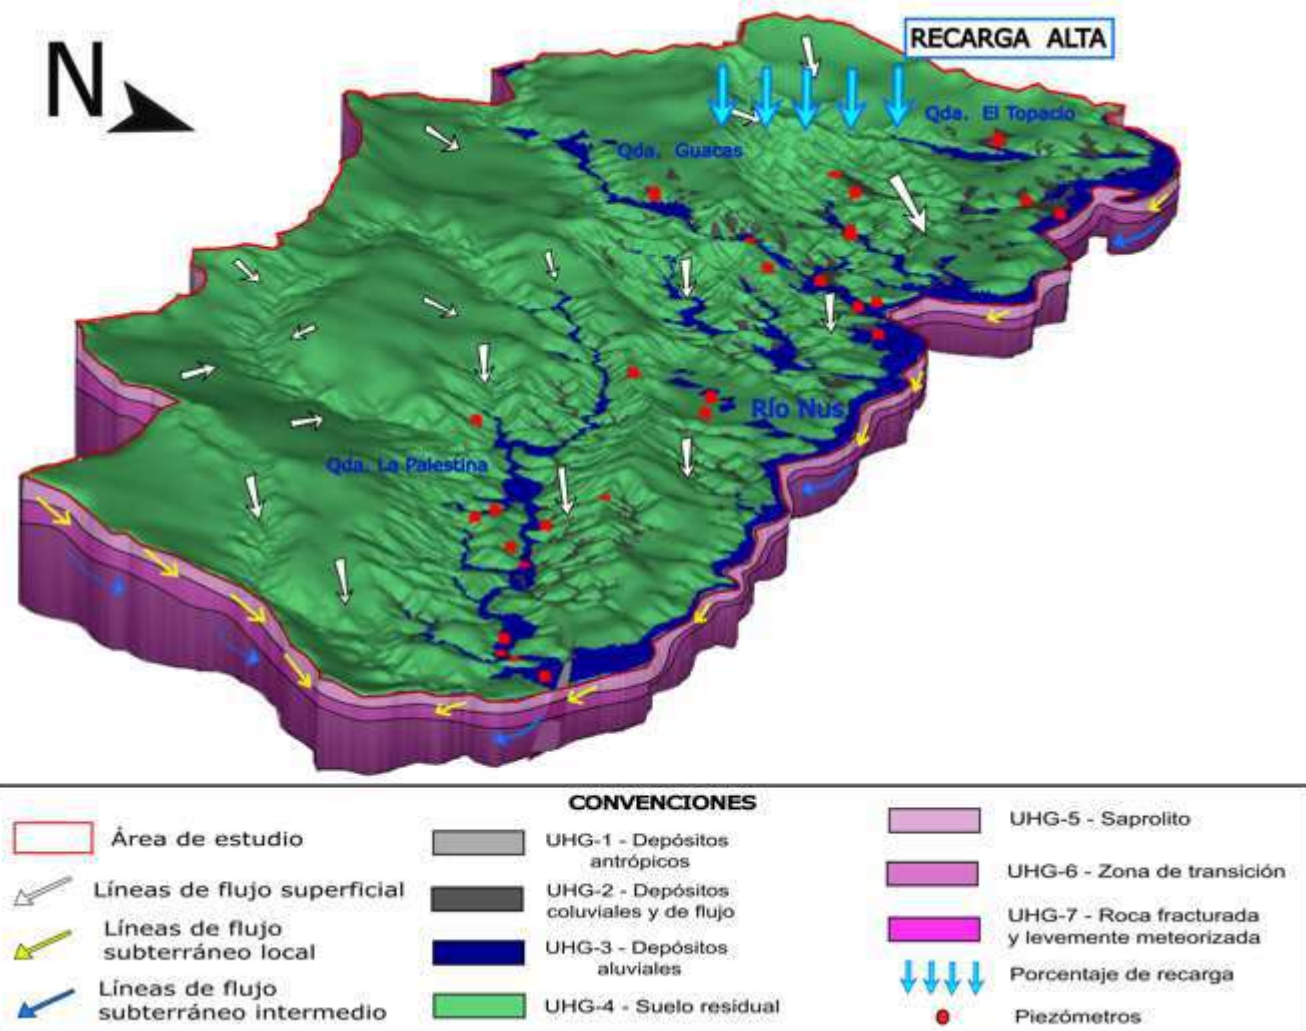 N
RECARGA ALTA
Qda. El Topacio
Qda. Guacas
Río Nus
Qda. La Palestina
CONVENCIONES
Área de estudio
Líneas de flujo superficial
Líneas de flujo
subterráneo local
Líneas de flujo
subterráneo intermedio
UHG-1 - Depósitos
antrópicos
UHG-2 - Depósitos
coluviales y de flujo
UHG-3 - Depósitos
aluviales
UHG-4 - Suelo residual
UHG-5 - Saprolito
UHG-6 - Zona de transición
UHG-7 - Roca fracturada
y levemente meteorizada
Porcentaje de recarga
Piezómetros